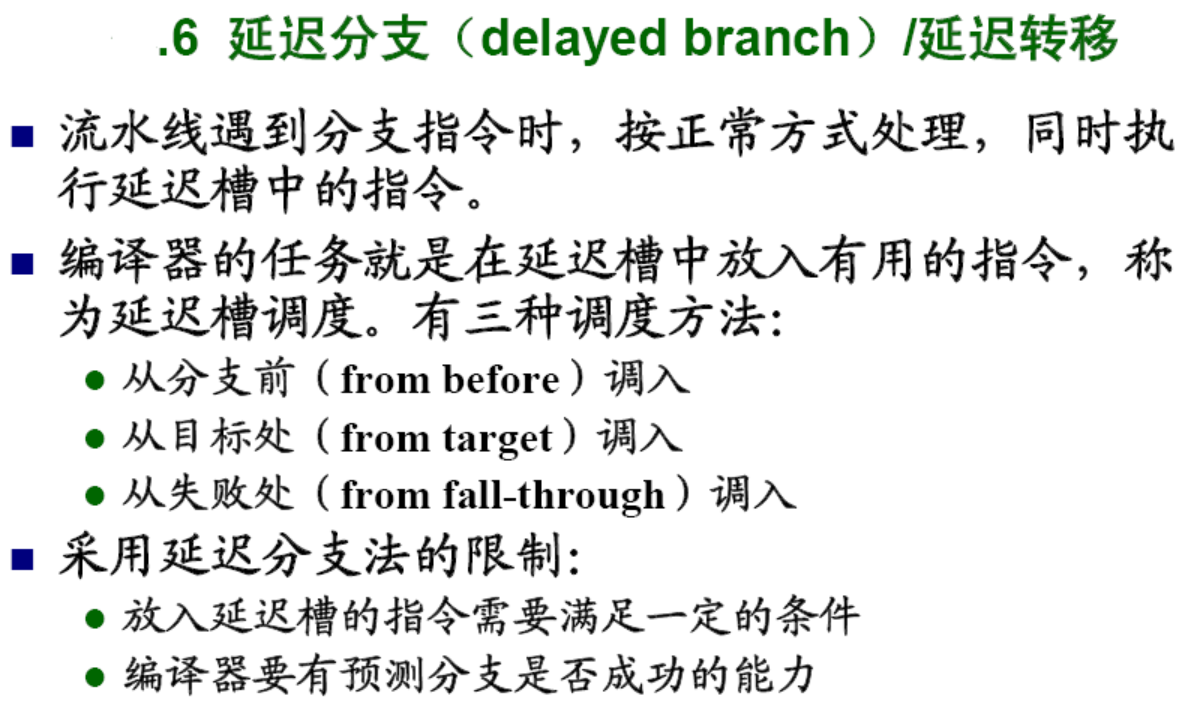 .6 延迟分支（delayed branch）/延迟转移
流水线遇到分支指令时，按正常方式处理，同时执
行延迟槽中的指令。
编译器的任务就是在延迟槽中放入有用的指令，称
为延迟槽调度。有三种调度方法:
从分支前（from before）调入
从目标处（from target）调入
从失败处（from fall-through）调入
采用延迟分支法的限制:
放入延迟槽的指令需要满足一定的条件
编译器要有预测分支是否成功的能力